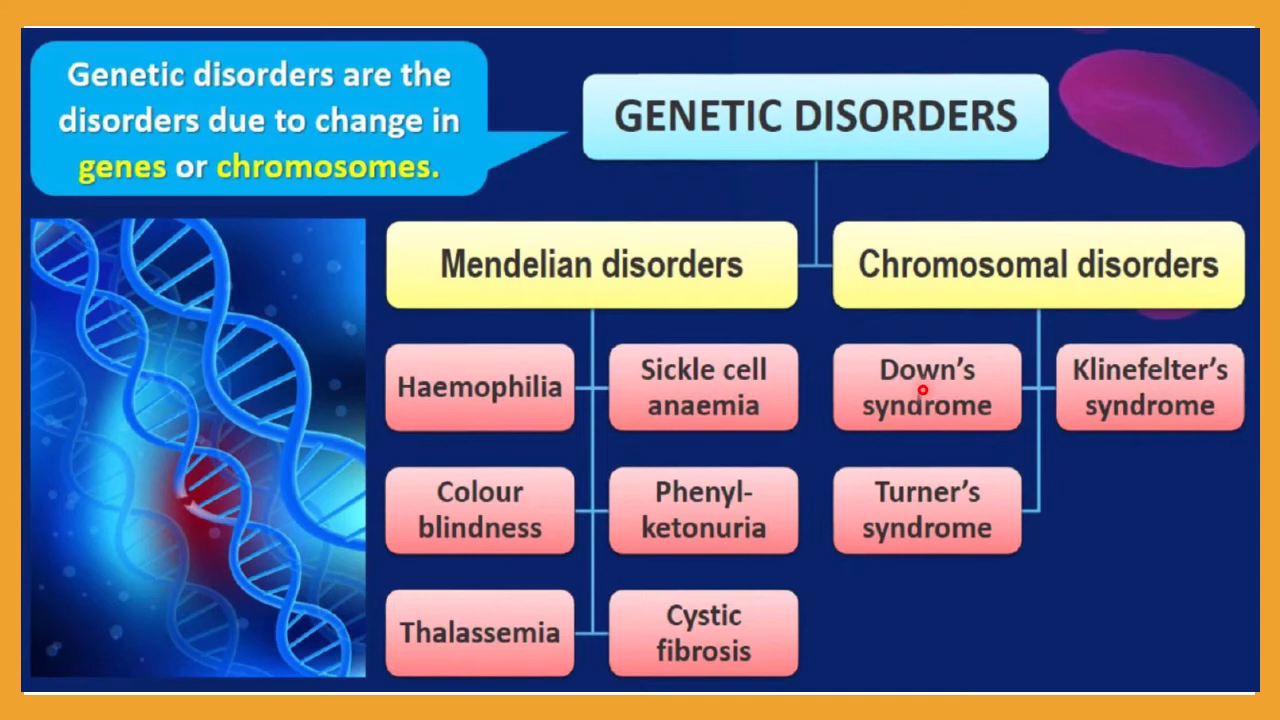 Genetic disorders are the
disorders due to change in
genes or chromosomes.
GENETIC DISORDERS
Mendelian disorders
Chromosomal disorders
Haemophilia
Sickle cell
anaemia
Down's
syndrome
Klinefelter's
syndrome
Colour
blindness
Phenyl-
ketonuria
Turner's
syndrome
Thalassemia
Cystic
fibrosis